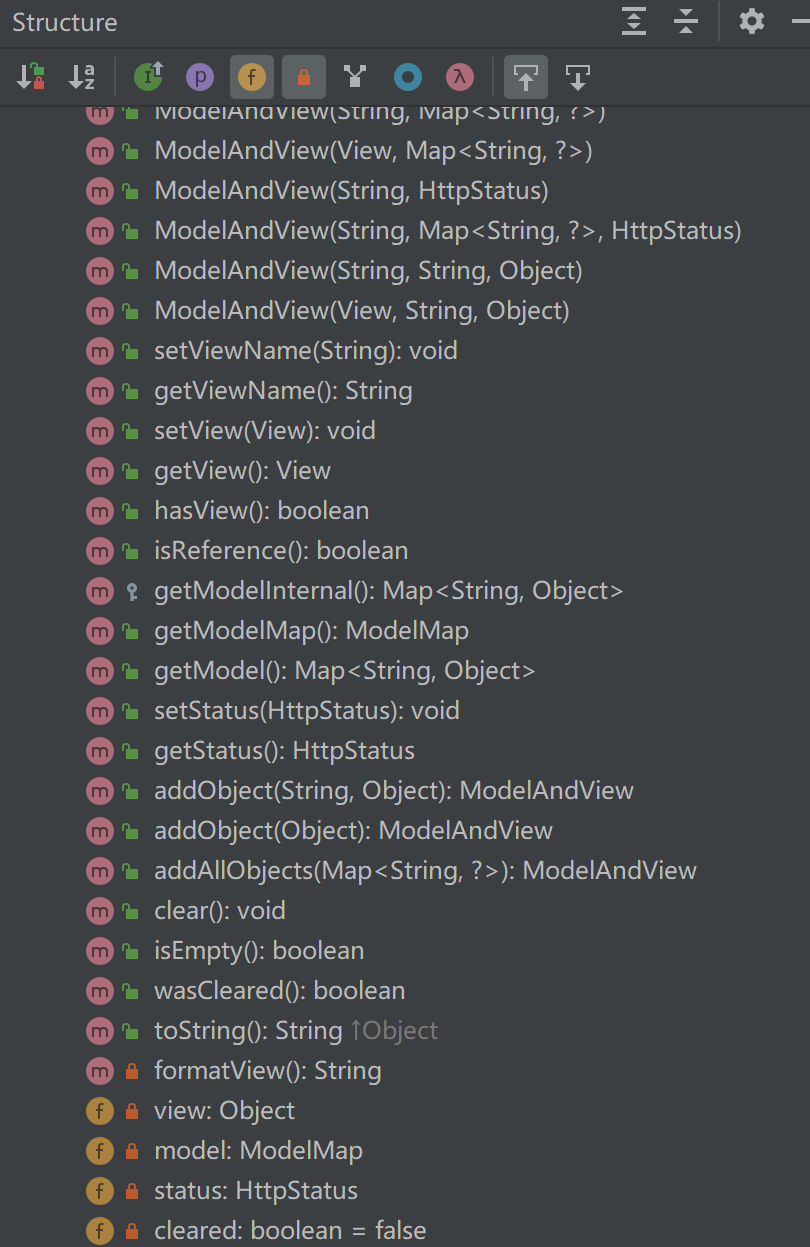 Structure
ModelAndView(String, Map<String, ?>)
ModelAndView(View, Map<String, ?>)
ModelAndView(String, HttpStatus)
ModelAndView(String, Map<String, ?>, HttpStatus)
ModelAndView(String, String, Object)
ModelAndView(View, String, Object)
setViewName(String): void
getViewName(): String
setView(View): void
getView(): View
hasView(): boolean
isReference(): boolean
getModelInternal(): Map<String, Object>
getModelMap(): ModelMap
getModel(): Map<String, Object>
setStatus(HttpStatus): void
getStatus(): HttpStatus
addObject(String, Object): ModelAndView
addObject(Object): ModelAndView
addAllObjects(Map<String, ?>): ModelAndView
clear(): void
isEmpty(): boolean
wasCleared(): boolean
toString(): String ↑Object
formatView(): String
view: Object
model: ModelMap
status: HttpStatus
cleared: boolean = false